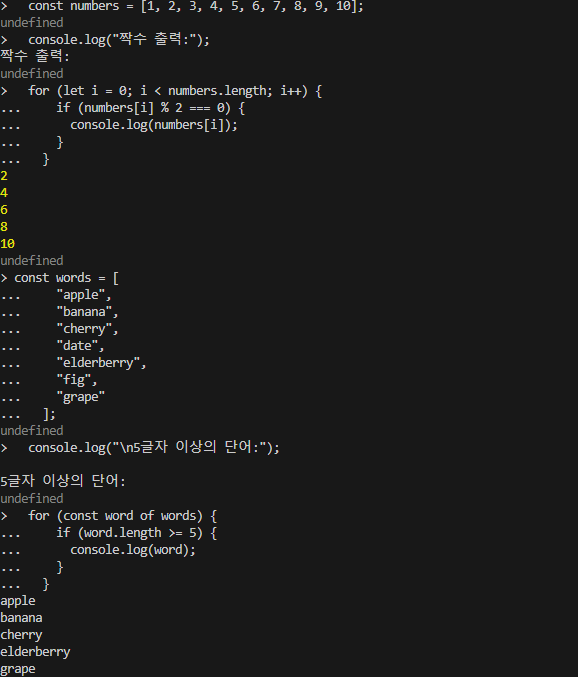 >   const numbers = [1, 2, 3, 4, 5, 6, 7, 8, 9, 10];
undefined
>   console.log("짝수 출력:");
짝수 출력:
undefined
>   for (let i = 0; i < numbers.length; i++) {
...     if (numbers[i] % 2 === 0) {
...       console.log(numbers[i]);
...     }
...   }
2
4
6
8
10
undefined
> const words = [
...     "apple",
...     "banana",
...     "cherry",
...     "date",
...     "elderberry",
...     "fig",
...     "grape"
...   ];
undefined
>   console.log("\n5글자 이상의 단어:");

5글자 이상의 단어:
undefined
>   for (const word of words) {
...     if (word.length >= 5) {
...       console.log(word);
...     }
...   }
apple
banana
cherry
elderberry
grape